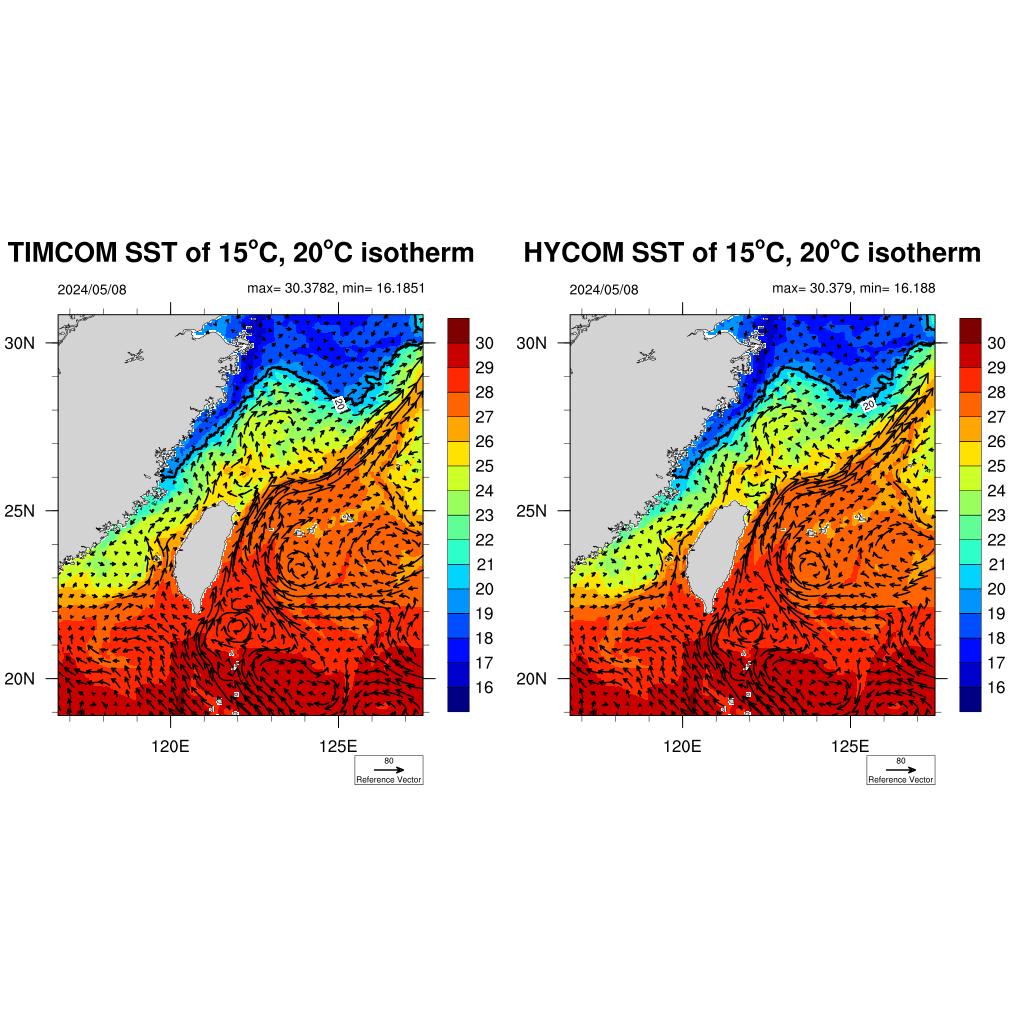 TIMCOM SST of 15°C, 20°C isotherm
2024/05/08
max= 30.3782, min= 16.1851
30N
25N
20N
120E
125E
20
30
29
28
27
26
25
24
23
22
21
20
19
18
17
16
80
Reference Vector
HYCOM SST of 15°C, 20°C isotherm
2024/05/08
max= 30.379, min= 16.188
30N
25N
20N
120E
125E
20
30
29
28
27
26
25
24
23
22
21
20
19
18
17
16
80
Reference Vector